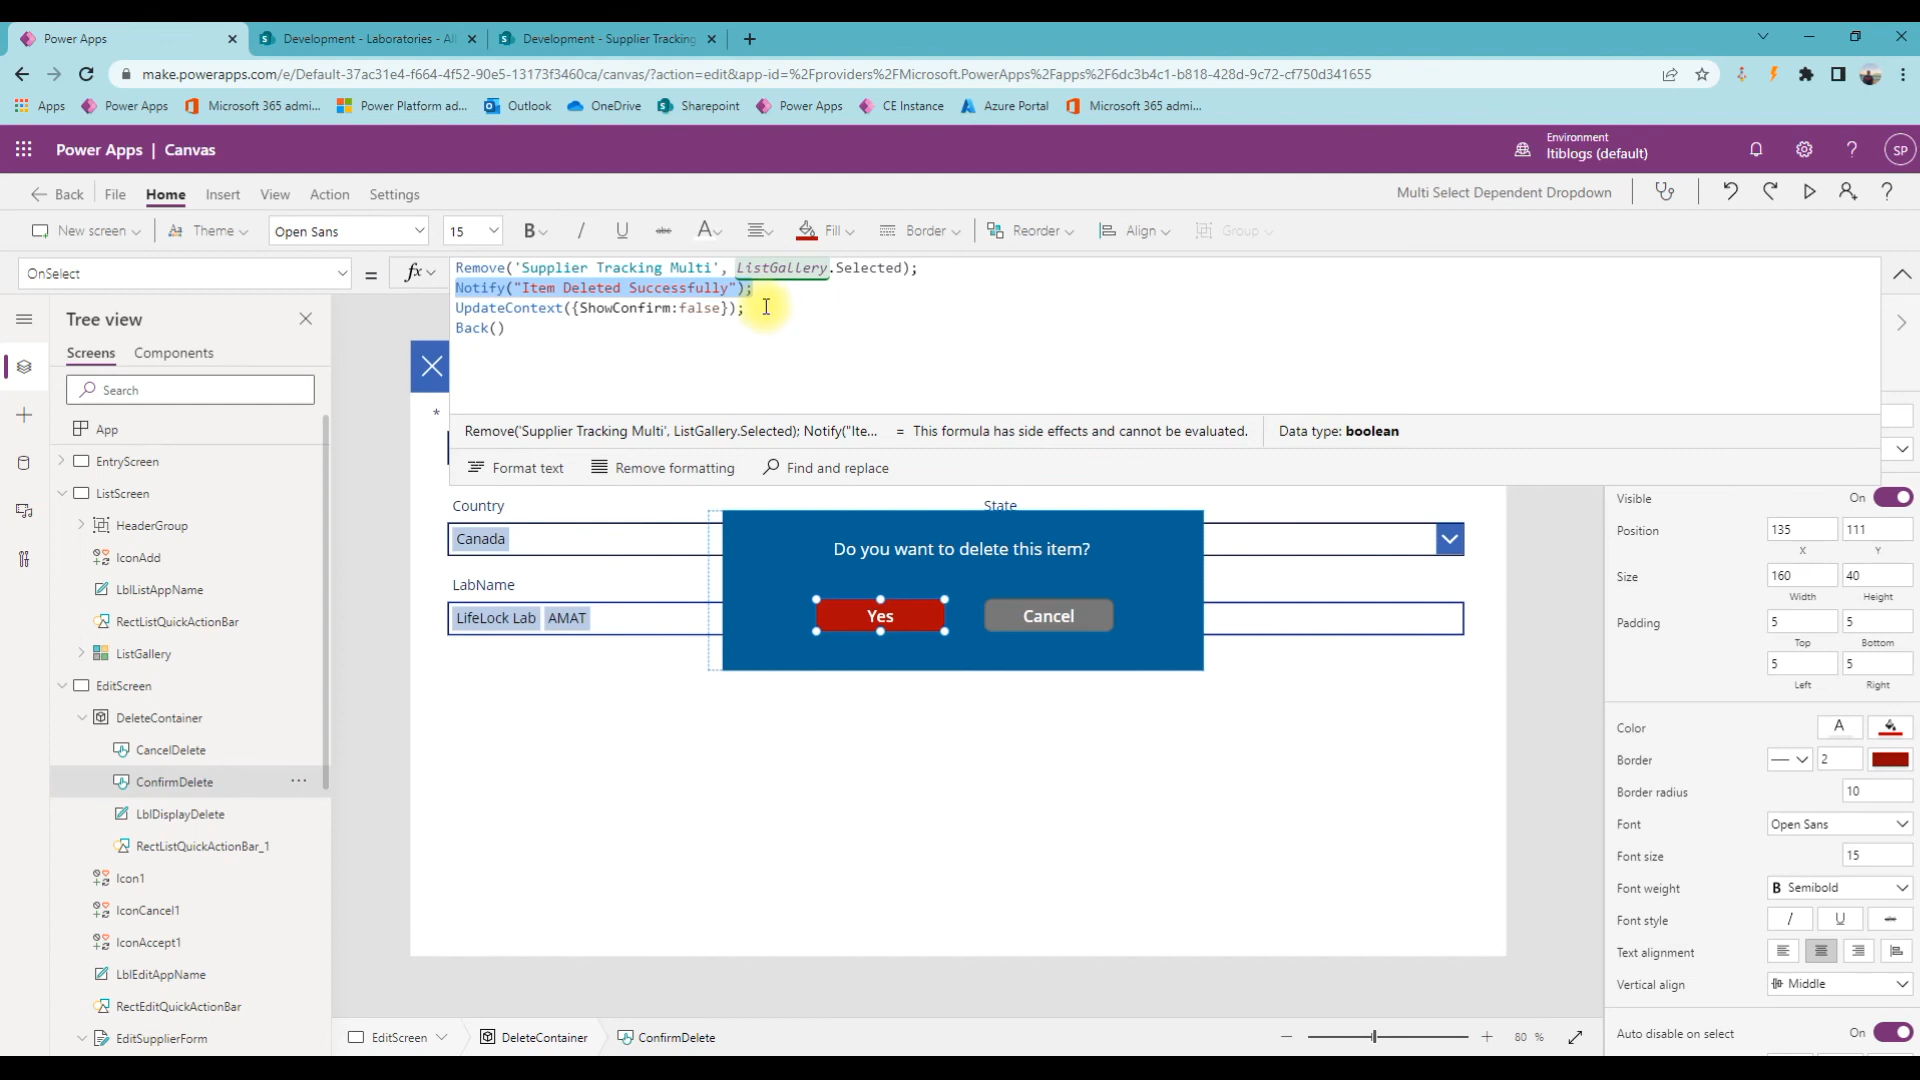 Power Apps
Development - Laboratories - All
Development - Supplier Tracking
make.powerapps.com/e/Default-37ac31e4-f664-4f52-90e5-13173f3460ca/canvas/?action=edit&app-id=%2Fproviders%2FMicrosoft.PowerApps%2Fapps%2F6dc3b4c1-b818-428d-9c72-cf750d341655
Apps
Power Apps
Microsoft 365 admi...
Power Platform ad...
Outlook
OneDrive
Sharepoint
Power Apps
CE Instance
Azure Portal
Microsoft 365 admi...
Power Apps | Canvas
Environment
ltiblogs (default)
SP
Back
File
Home
Insert
View
Action
Settings
Multi Select Dependent Dropdown
New screen
Theme
Open Sans
15
B
Fill
Border
Reorder
Align
Group
OnSelect
=
fx
Remove('Supplier Tracking Multi', ListGallery.Selected);
Notify("Item Deleted Successfully");
UpdateContext({ShowConfirm:false});
Back()
Remove('Supplier Tracking Multi', ListGallery.Selected); Notify("Ite... = This formula has side effects and cannot be evaluated.
Data type: boolean
Format text
Remove formatting
Find and replace
Tree view
Screens
Components
Search
App
EntryScreen
ListScreen
HeaderGroup
IconAdd
LblListAppName
RectListQuickActionBar
ListGallery
EditScreen
DeleteContainer
CancelDelete
ConfirmDelete
LblDisplayDelete
RectListQuickActionBar_1
Icon1
IconCancel1
IconAccept1
LblEditAppName
RectEditQuickActionBar
EditSupplierForm
*
Country
State
Canada
LabName
LifeLock Lab
AMAT
Do you want to delete this item?
Yes
Cancel
Visible
On
Position
135
111
X
Y
Size
160
40
Width
Height
Padding
5
5
Top
Bottom
5
5
Left
Right
Color
A
Border
2
Border radius
10
Font
Open Sans
Font size
15
Font weight
B Semibold
Font style
Text alignment
Vertical align
Middle
Auto disable on select
On
EditScreen
DeleteContainer
ConfirmDelete
80 %